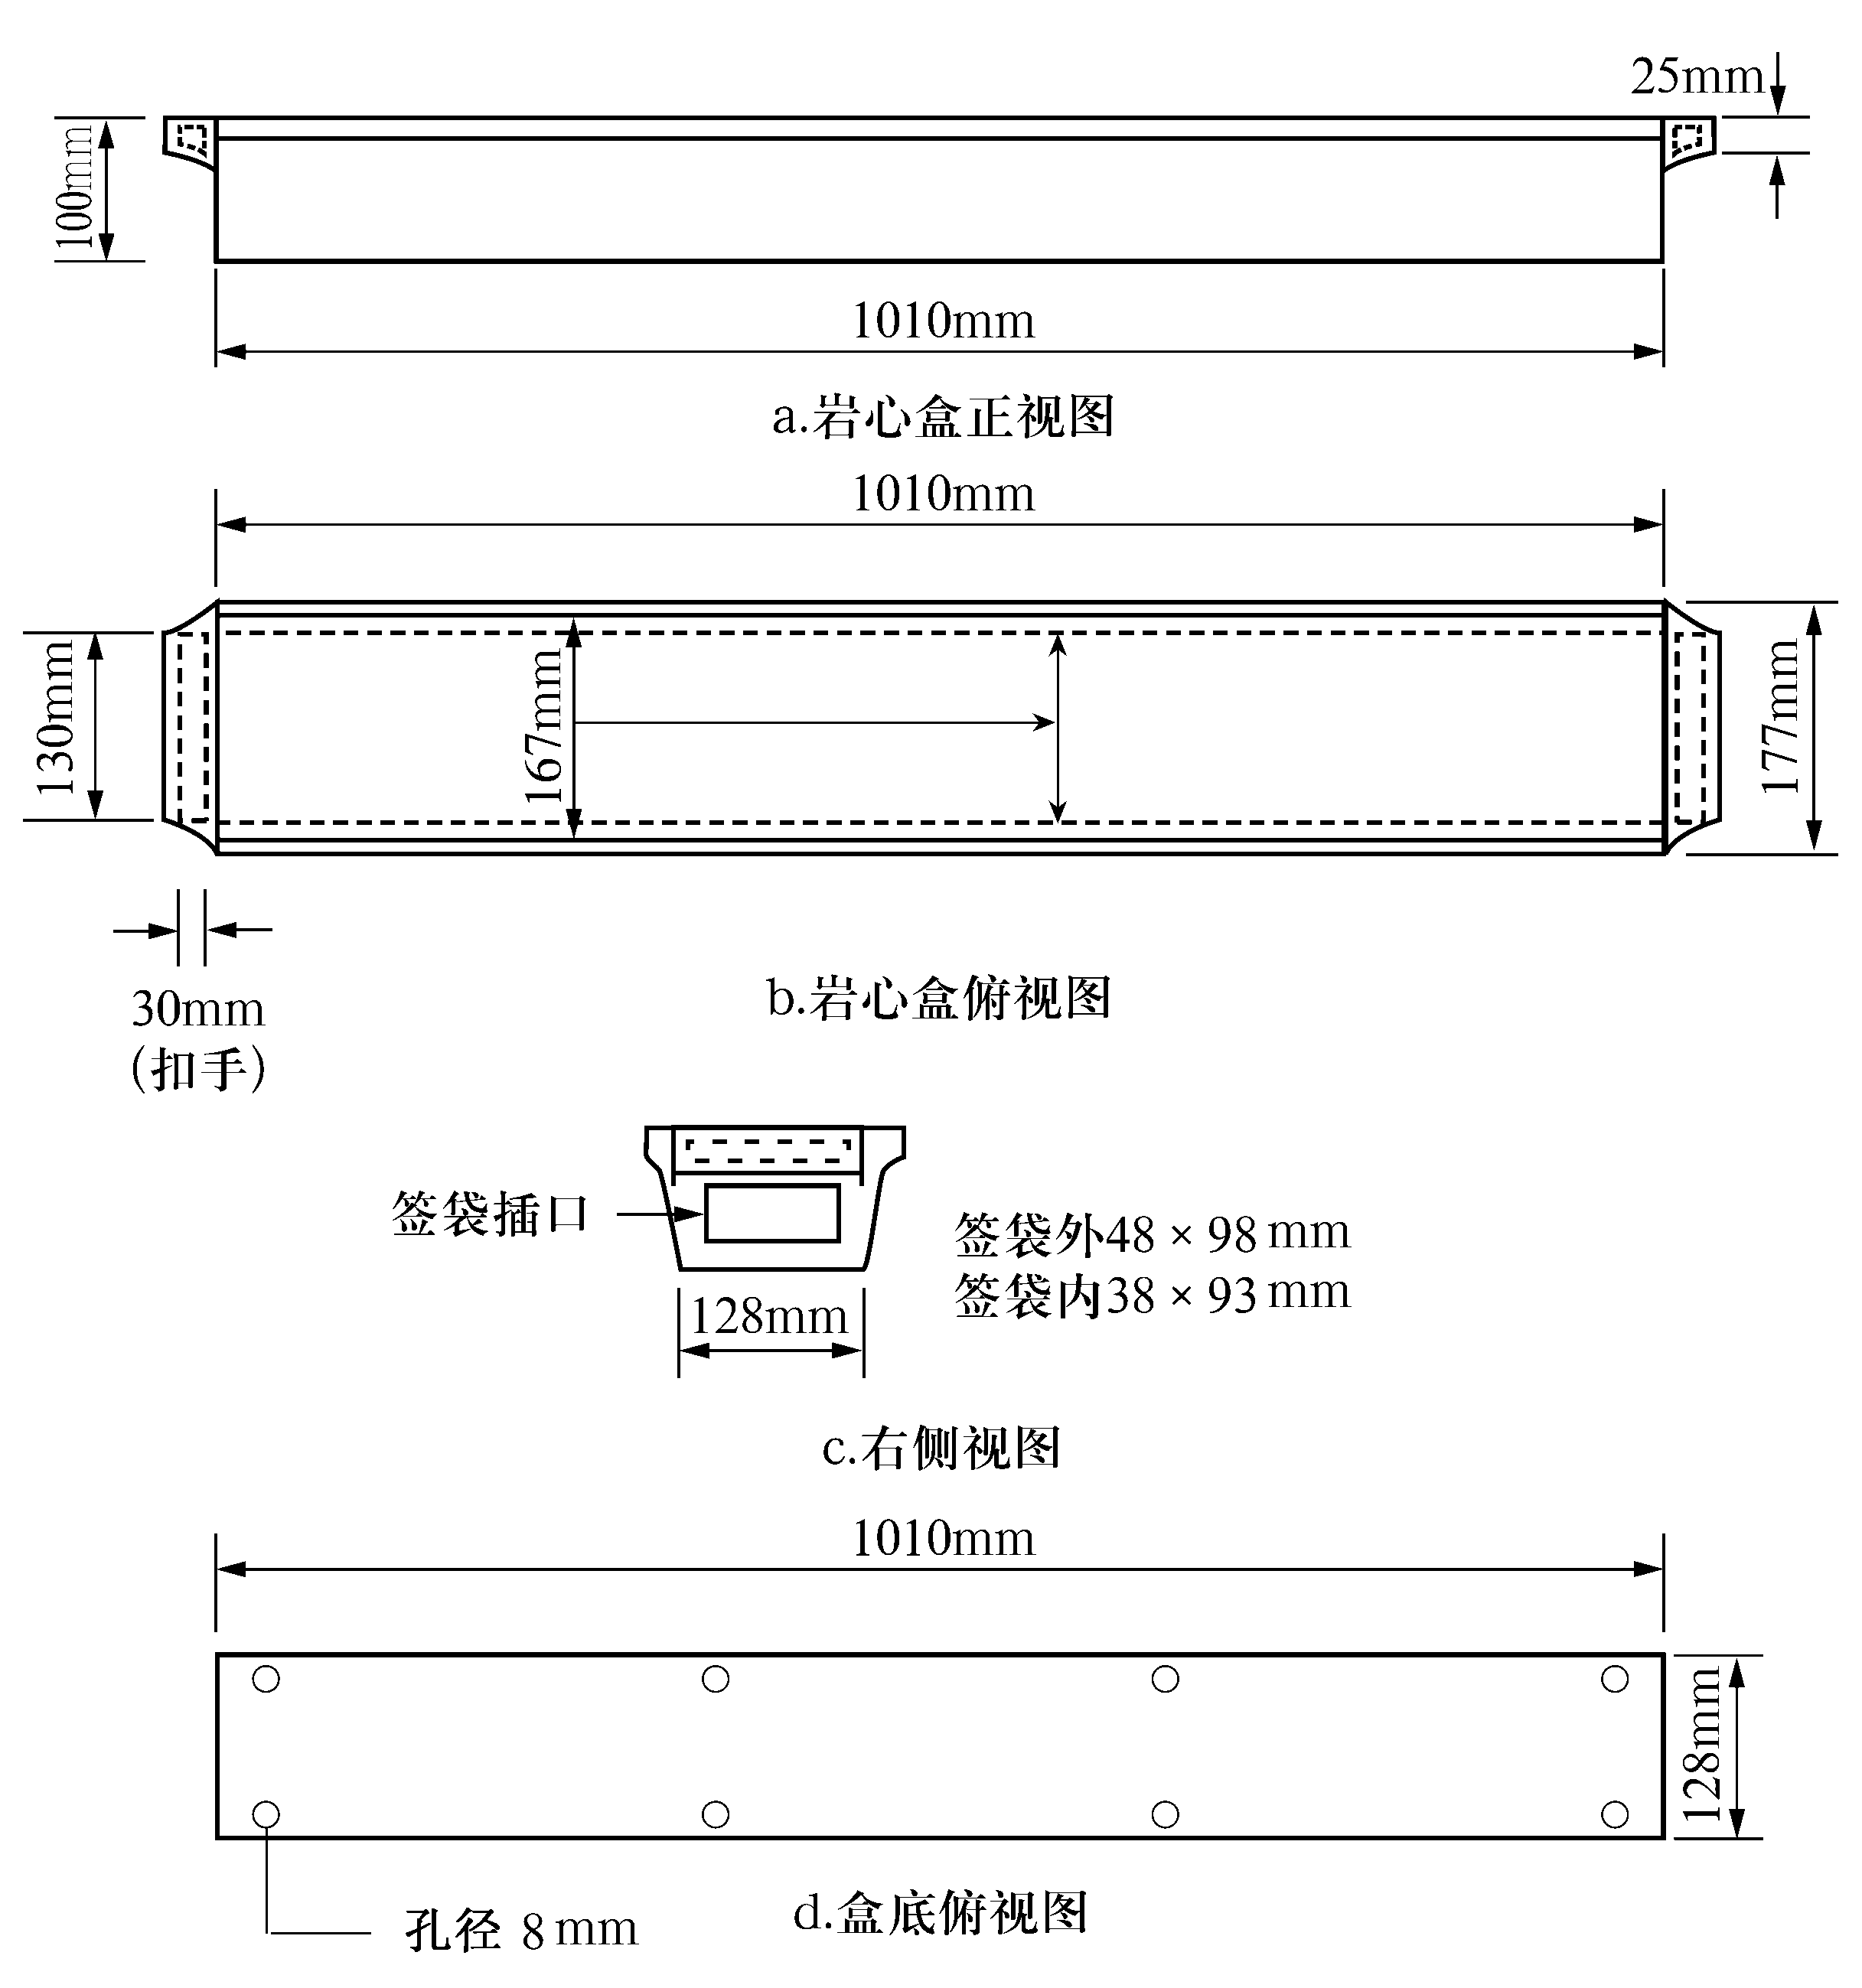 25mm
100mm
1010mm
a.岩心盒正视图
1010mm
130mm
167mm
177mm
30mm
(扣手)
b.岩心盒俯视图
签袋插口
签袋外48 × 98 mm
签袋内38 × 93 mm
128mm
c.右侧视图
1010mm
128mm
孔径 8 mm
d.盒底俯视图